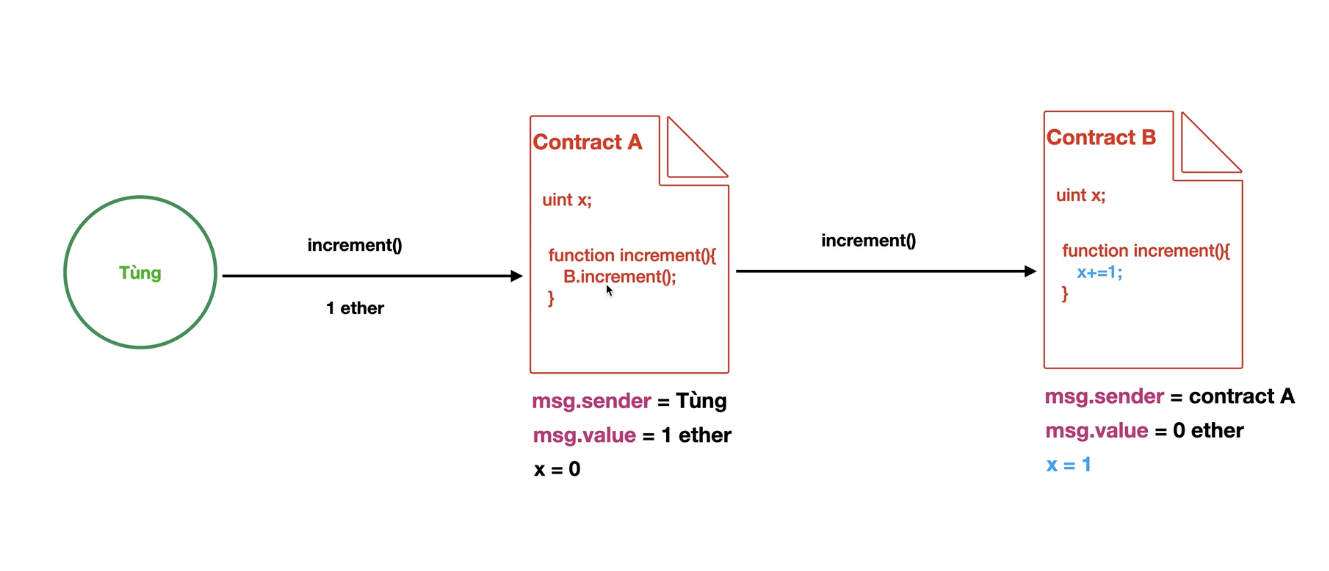 Tùng
increment()
1 ether
Contract A
uint x;
function increment(){
B.increment();
}
msg.sender = Tùng
msg.value = 1 ether
x = 0
increment()
Contract B
uint x;
function increment(){
x+=1;
}
msg.sender = contract A
msg.value = 0 ether
x = 1